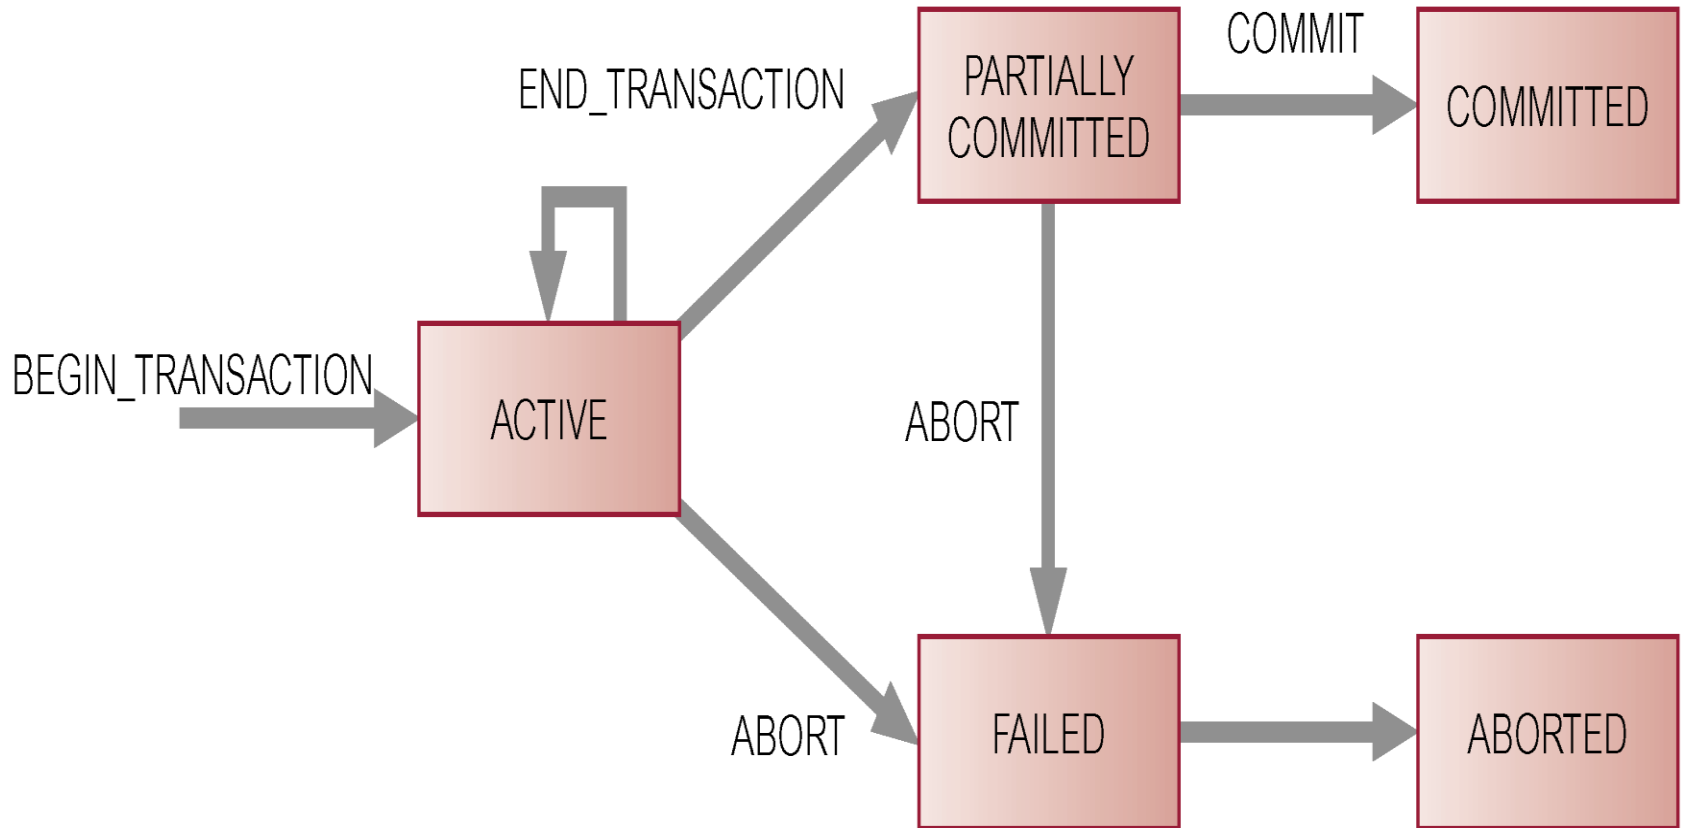 COMMIT
END_TRANSACTION
PARTIALLY
COMMITTED
COMMITTED
BEGIN_TRANSACTION
ACTIVE
ABORT
ABORT
FAILED
ABORTED